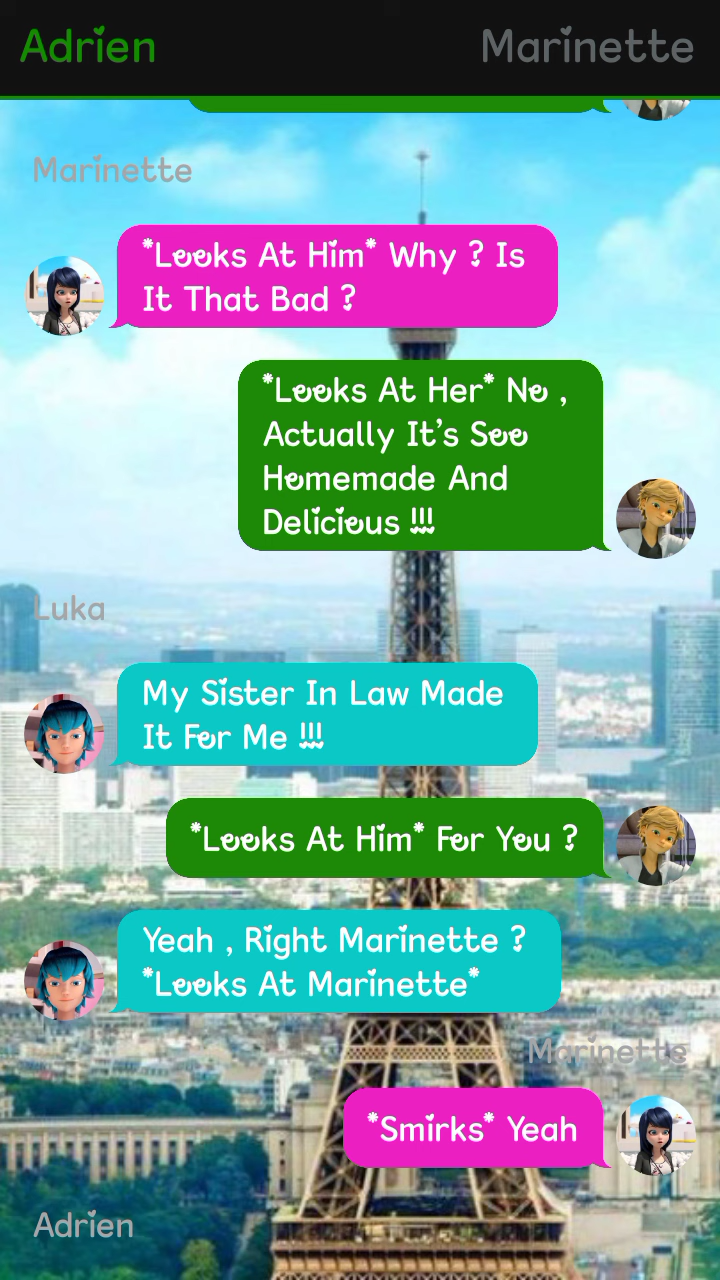 Adrien Marinette
Marinette
*Looks At Him* Why ? Is
It That Bad ?
*Looks At Her* No ,
Actually It's Soo
Homemade And
Delicious !!!
Luka
My Sister In Law Made
It For Me !!!
*Looks At Him* For You ?
Yeah , Right Marinette ?
*Looks At Marinette*
Marinette
*Smirks* Yeah
Adrien